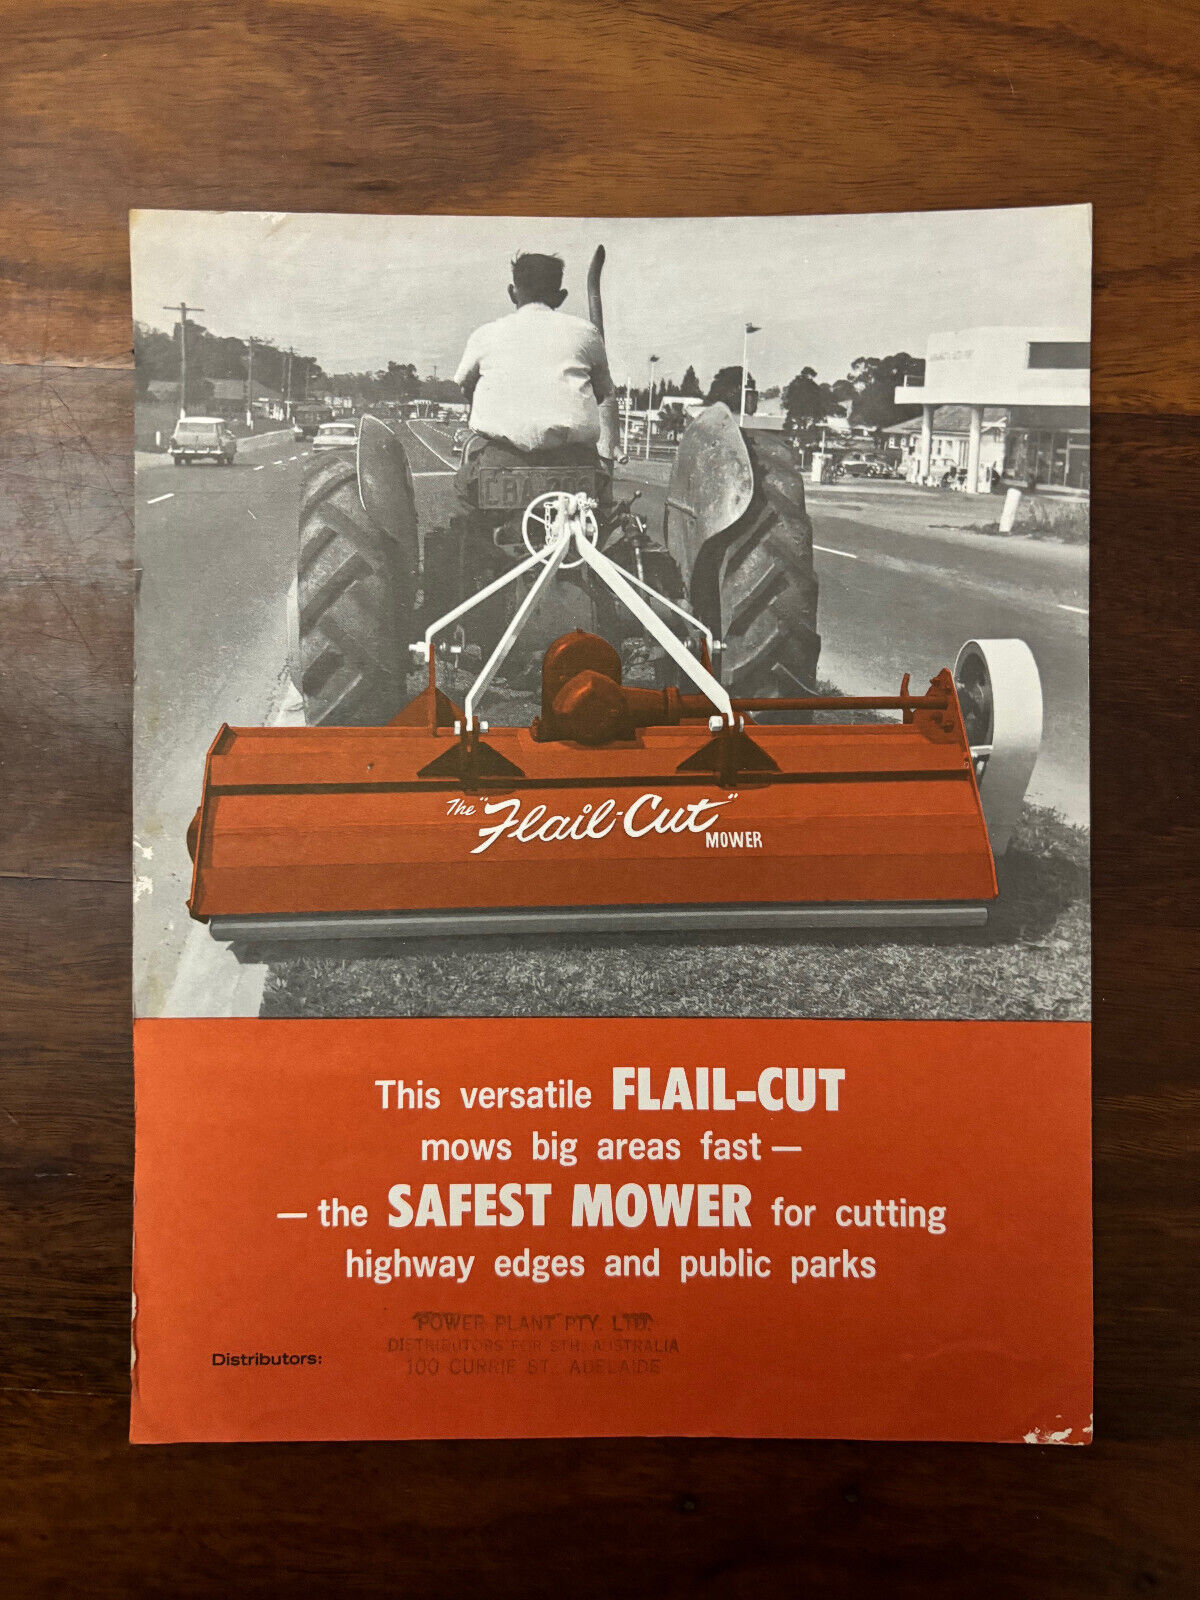 The "Flail-Cut"
MOWER
This versatile FLAIL-CUT
mows big areas fast —
— the SAFEST MOWER for cutting
highway edges and public parks
POWER PLANT PTY. LTD.
DISTRIBUTORS FOR STH. AUSTRALIA
Distributors:
100 CURRIE ST. ADELAIDE